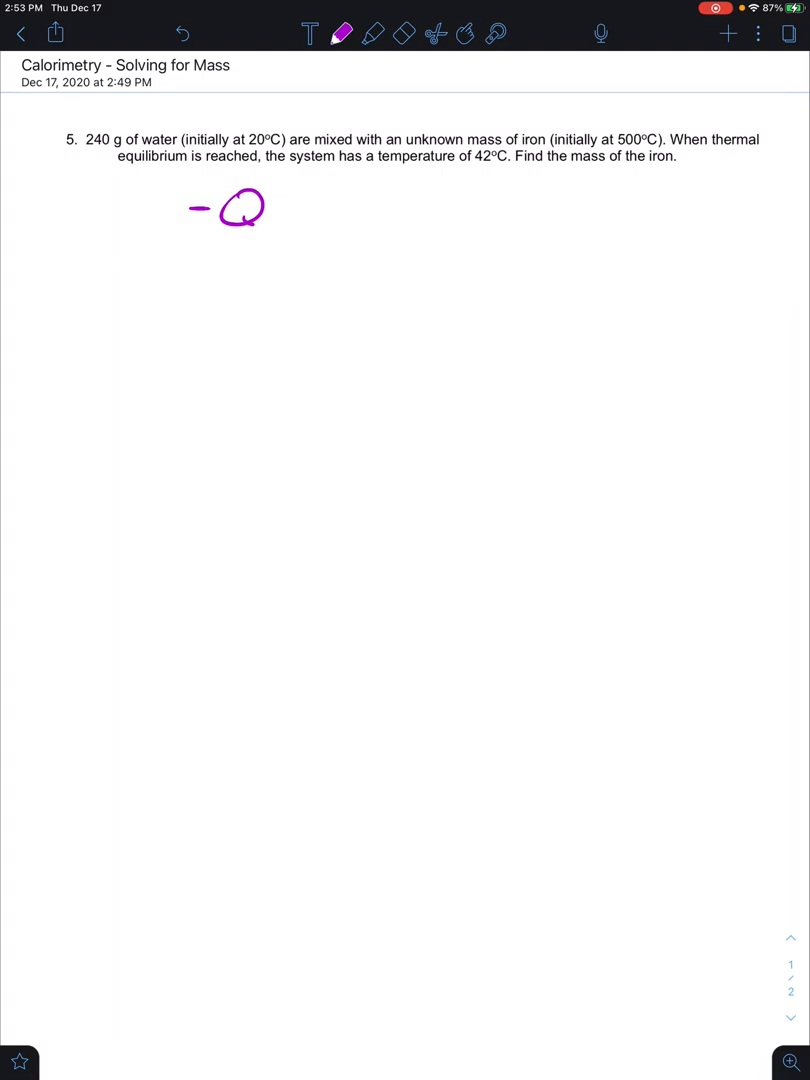 2:53 PM Thu Dec 17
87%
T
Calorimetry - Solving for Mass
Dec 17, 2020 at 2:49 PM
5. 240 g of water (initially at 20ºC) are mixed with an unknown mass of iron (initially at 500ºC). When thermal
equilibrium is reached, the system has a temperature of 42ºC. Find the mass of the iron.
- Q
1
/
2